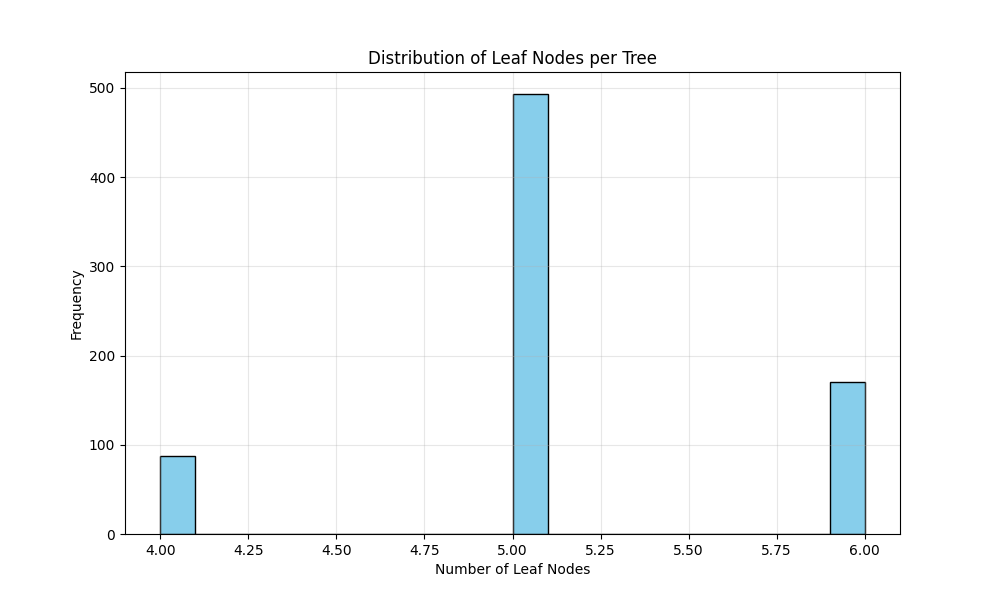 Distribution of Leaf Nodes per Tree
500
400
300
200
100
0
Frequency
4.00 4.25 4.50 4.75 5.00 5.25 5.50 5.75 6.00
Number of Leaf Nodes